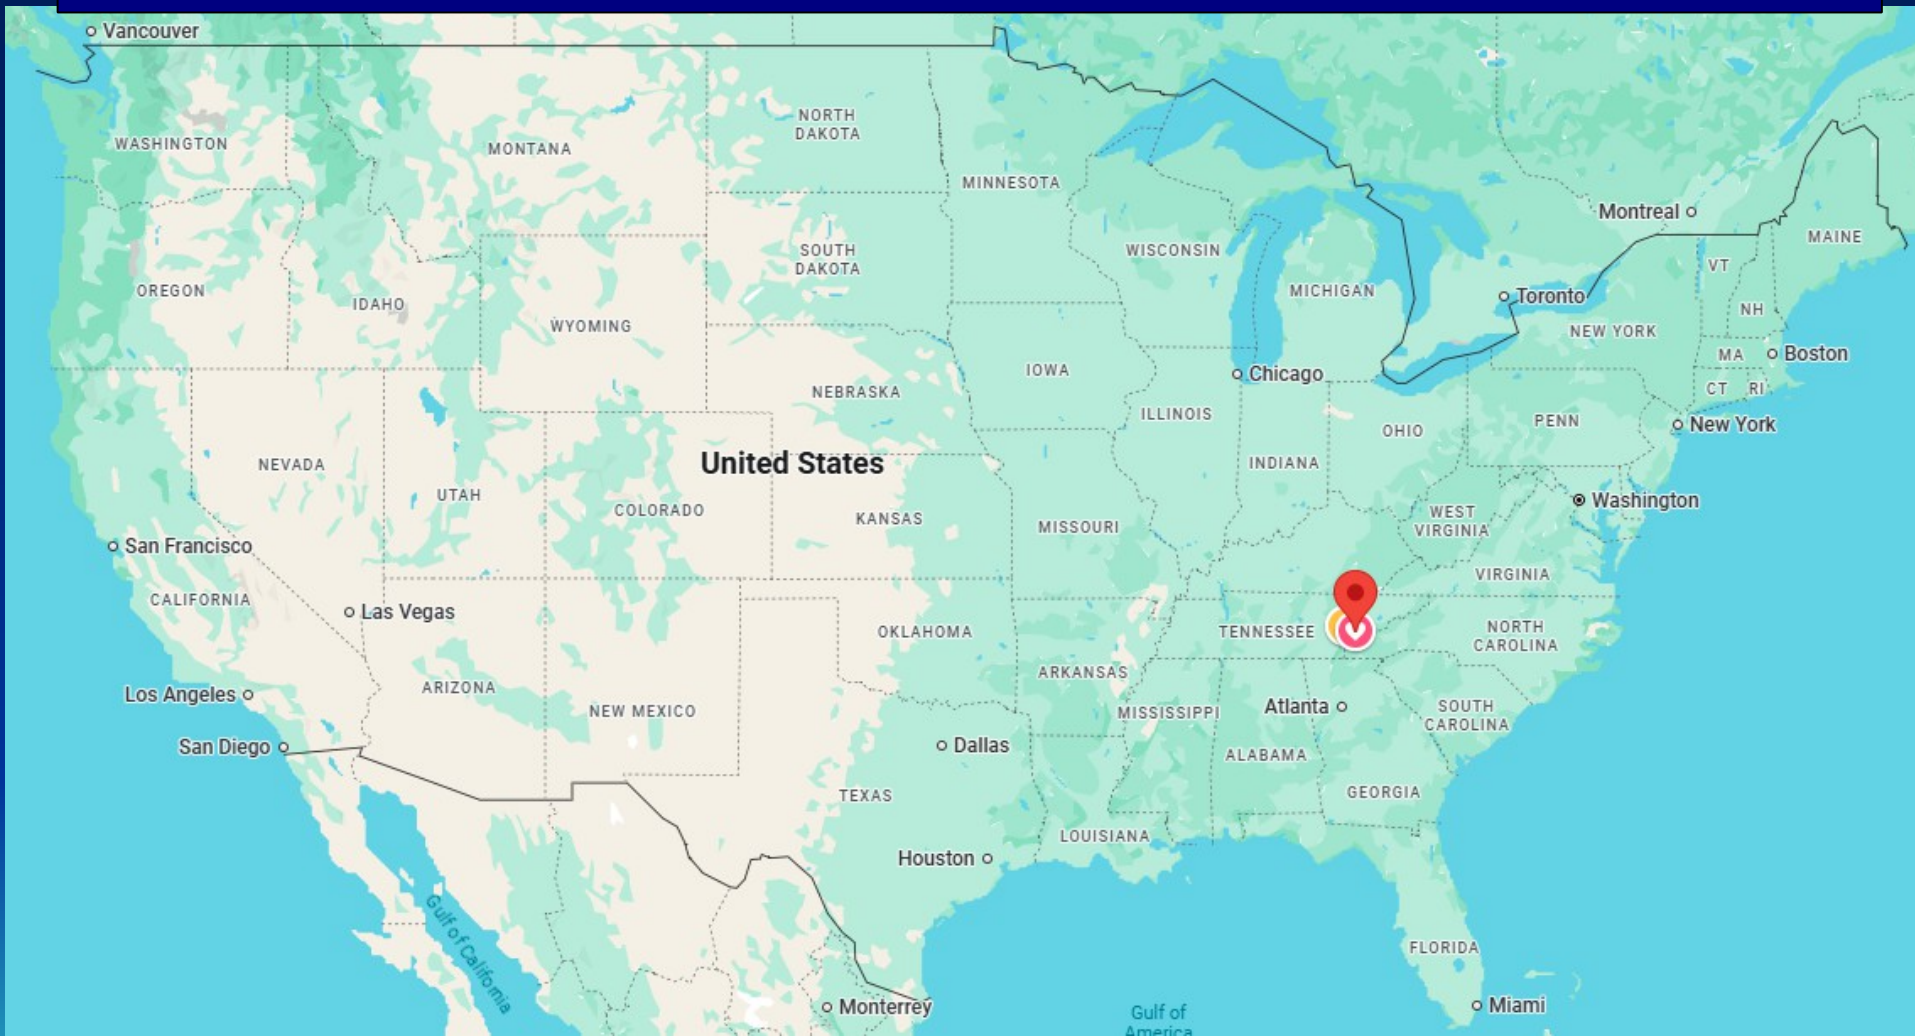 Vancouver
WASHINGTON
MONTANA
NORTH
DAKOTA
MINNESOTA
Montreal
MAINE
OREGON
IDAHO
WYOMING
SOUTH
DAKOTA
WISCONSIN
MICHIGAN
Toronto
VT
NH
NEW YORK
MA
Boston
CT
RI
NEBRASKA
IOWA
Chicago
ILLINOIS
OHIO
PENN
New York
NEVADA
UTAH
United States
COLORADO
KANSAS
MISSOURI
INDIANA
WEST
VIRGINIA
Washington
San Francisco
CALIFORNIA
Las Vegas
VIRGINIA
OKLAHOMA
TENNESSEE
NORTH
CAROLINA
Los Angeles
ARIZONA
NEW MEXICO
ARKANSAS
MISSISSIPPI
Atlanta
SOUTH
CAROLINA
San Diego
Dallas
ALABAMA
TEXAS
GEORGIA
LOUISIANA
Houston
Gulf of California
FLORIDA
Monterrey
Miami
Gulf of
America